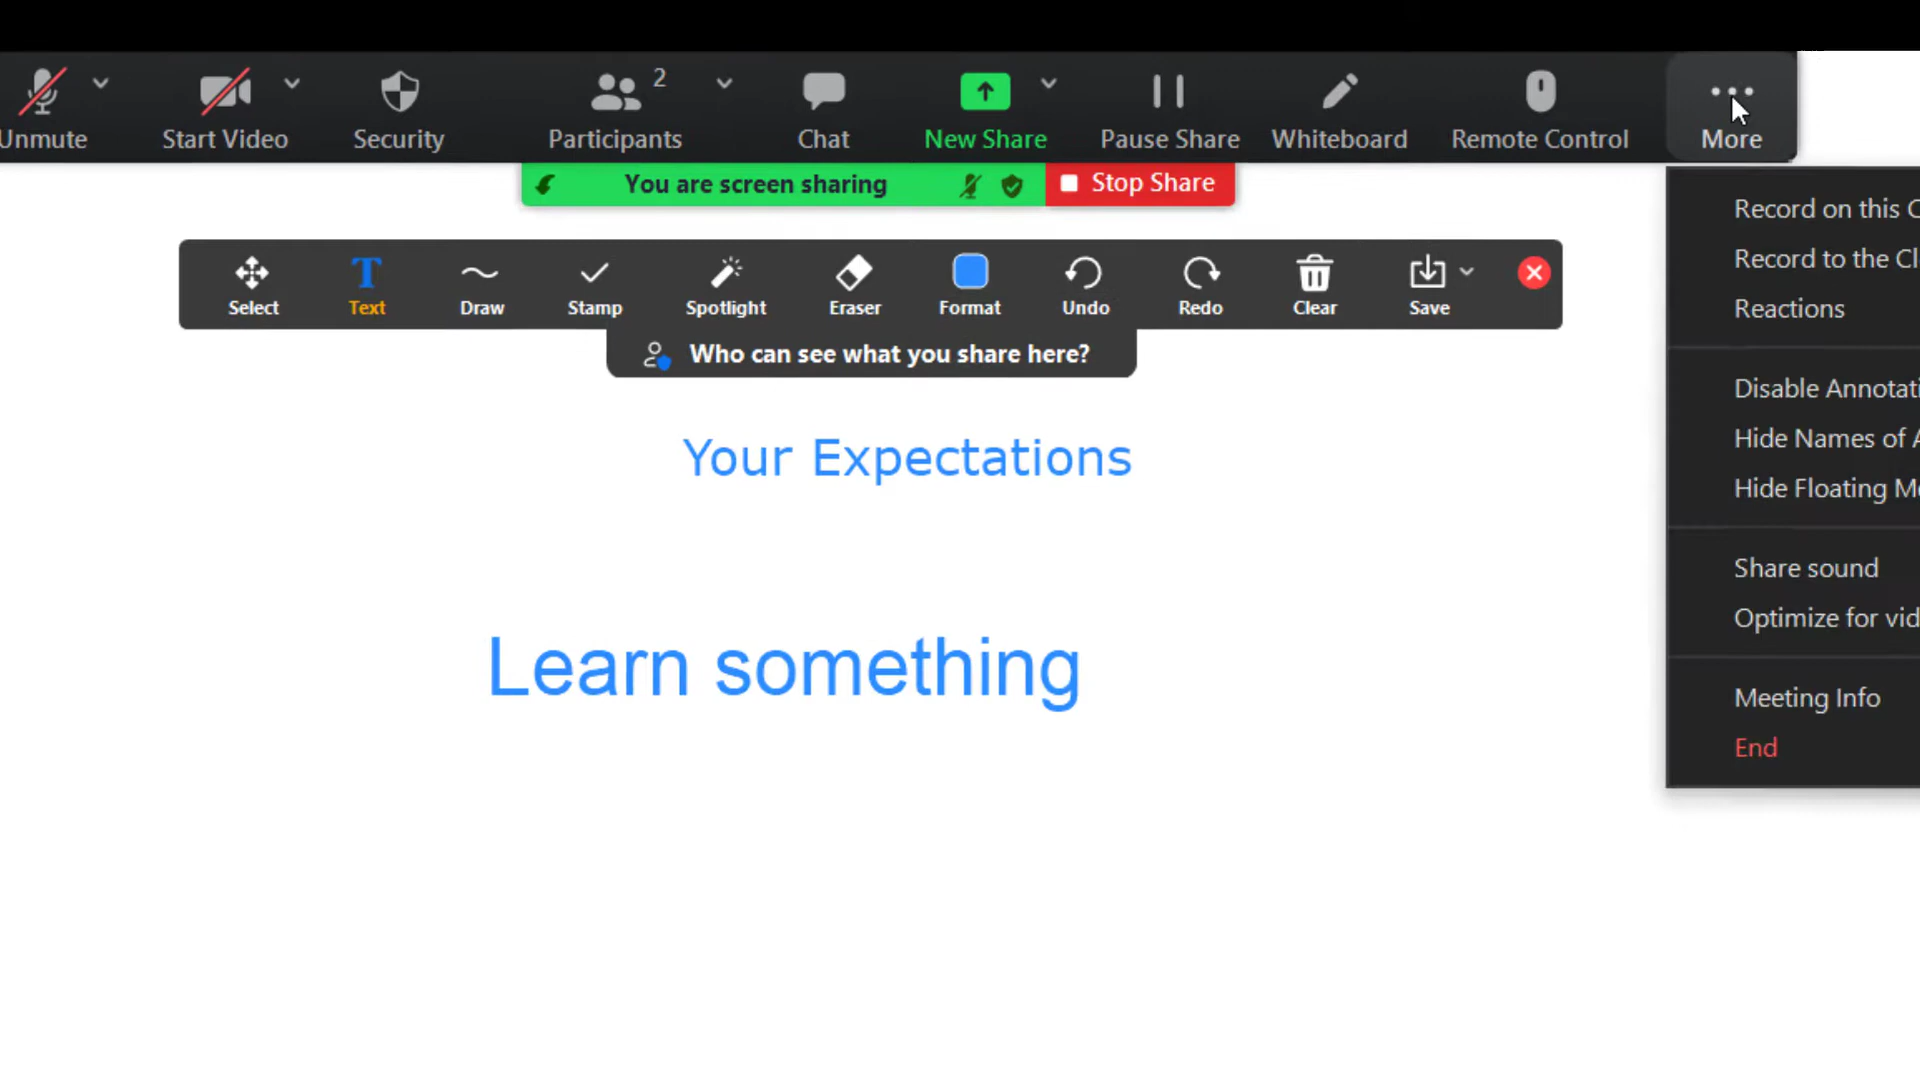 Unmute
Start Video
Security
Participants
2
Chat
New Share
Pause Share
Whiteboard
Remote Control
More
You are screen sharing
Stop Share
Select
Text
Draw
Stamp
Spotlight
Eraser
Format
Undo
Redo
Clear
Save
Who can see what you share here?
Your Expectations
Learn something
Record on this
Record to the
Reactions
Disable
Hide Names of
Hide Floating
Share sound
Optimize for
Meeting Info
End